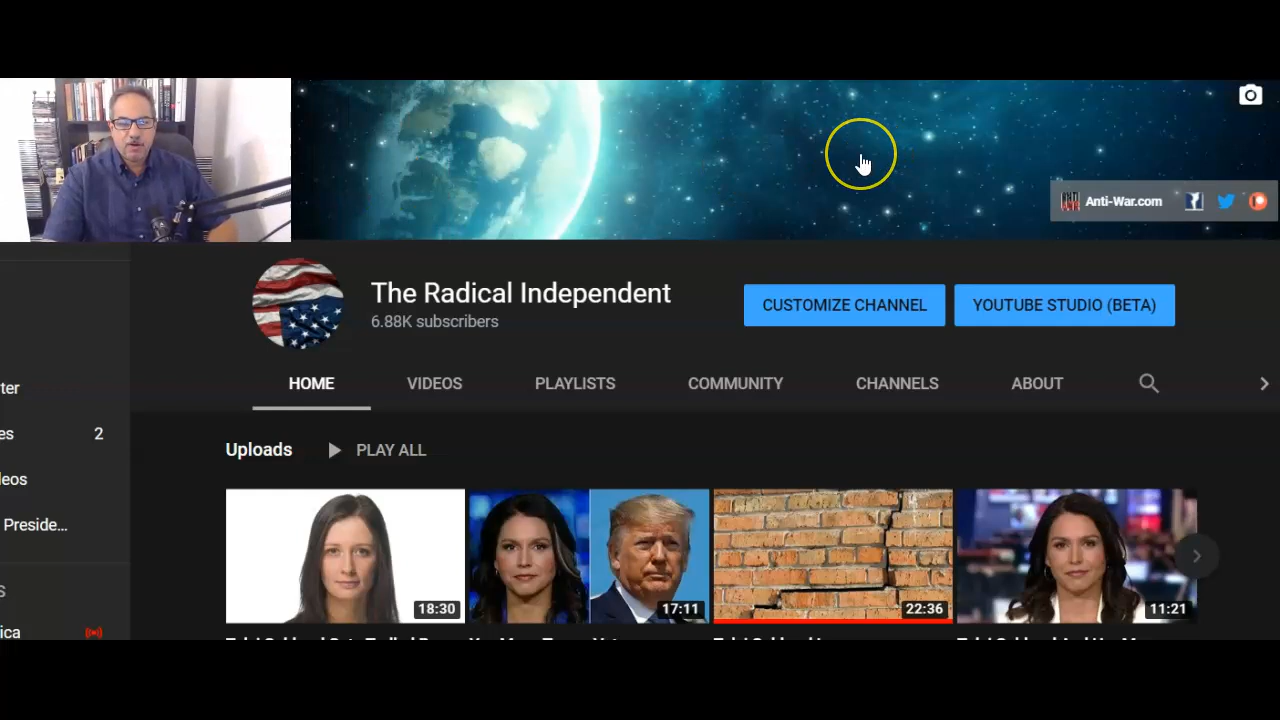 Anti-War.com
The Radical Independent
6.88K subscribers
CUSTOMIZE CHANNEL
YOUTUBE STUDIO (BETA)
HOME
VIDEOS
PLAYLISTS
COMMUNITY
CHANNELS
ABOUT
ter
es 2
leos
Preside...
ica
Uploads
PLAY ALL
18:30
17:11
22:36
11:21